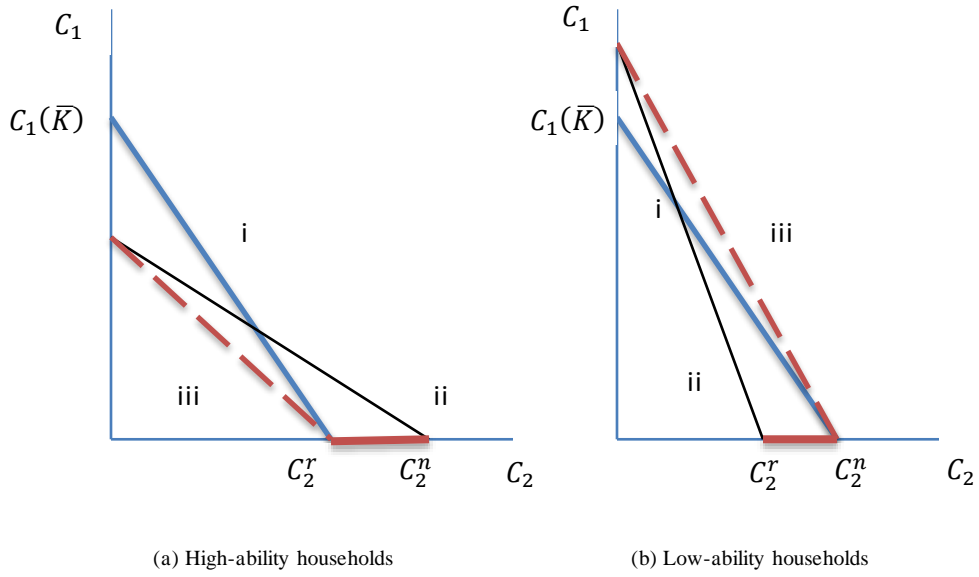 C₁
C₁(K̅)
i
iii
ii
C₂ʳ
C₂ⁿ
C₂
(a) High-ability households
C₁
C₁(K̅)
i
iii
ii
C₂ʳ
C₂ⁿ
C₂
(b) Low-ability households